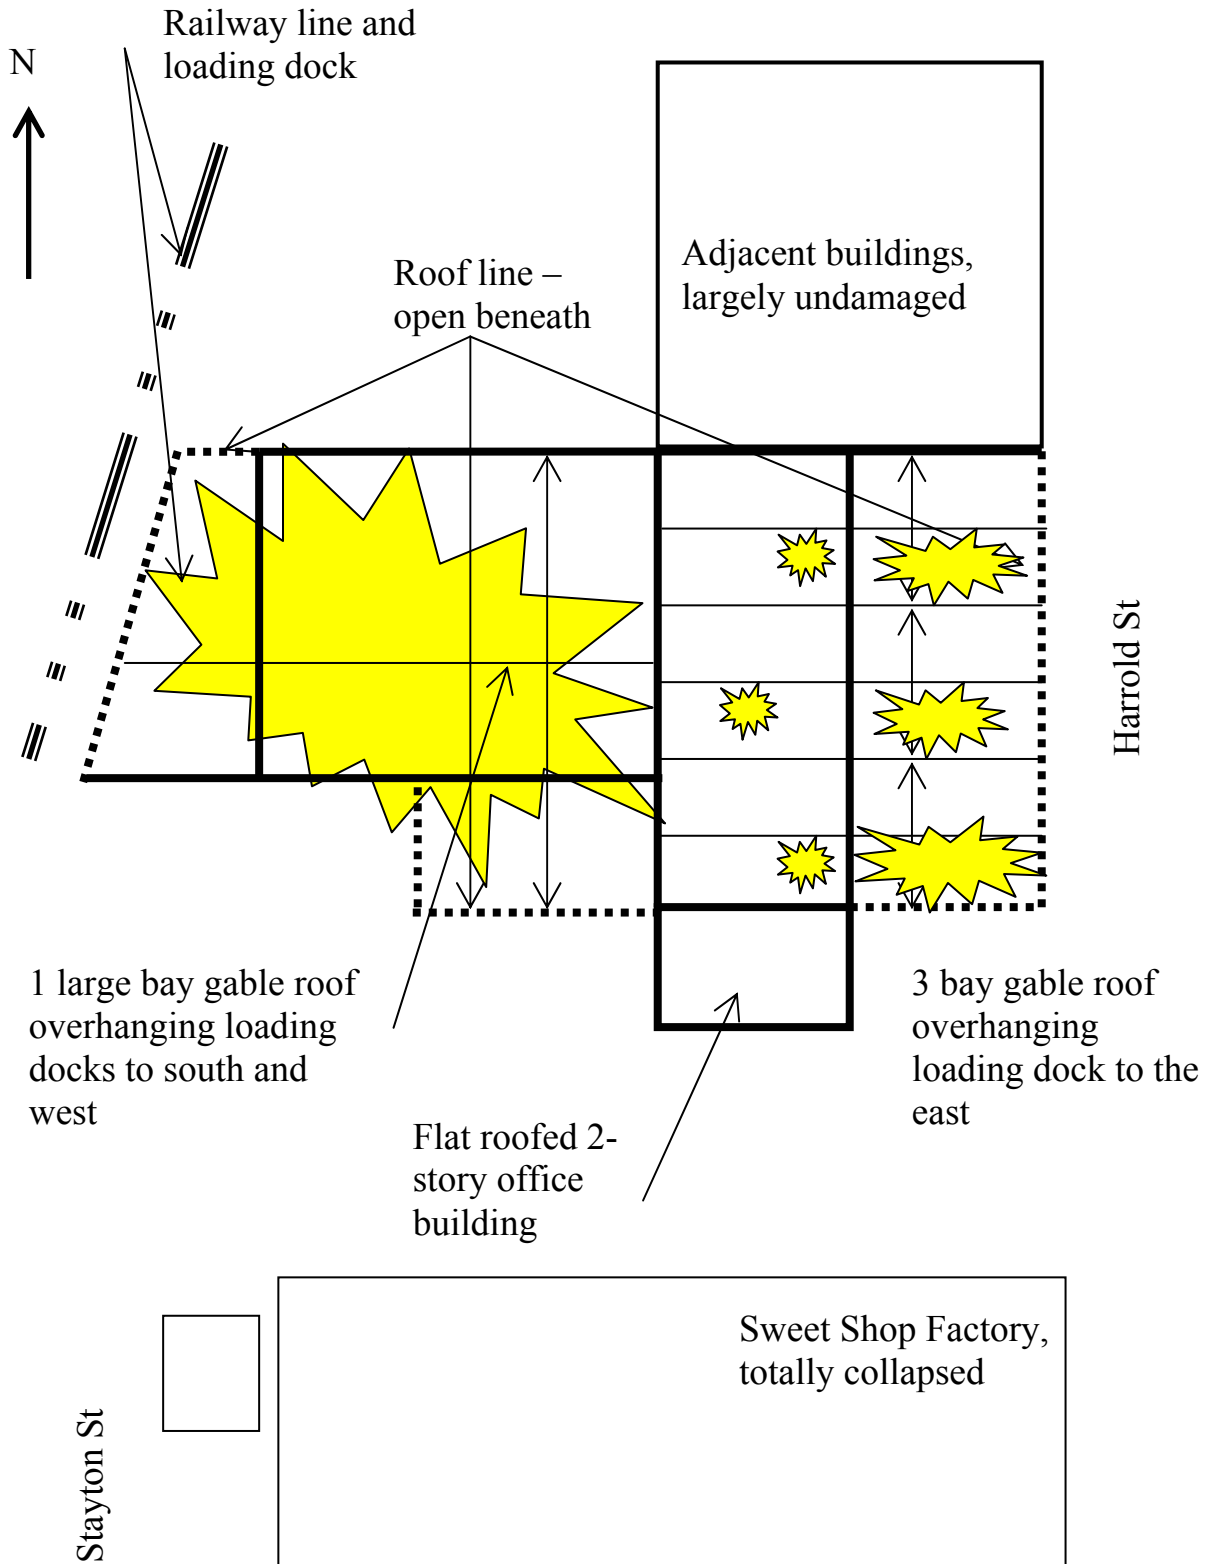 Railway line and
loading dock
N
Adjacent buildings,
largely undamaged
Roof line –
open beneath
Harrold St
1 large bay gable roof
overhanging loading
docks to south and
west
3 bay gable roof
overhanging
loading dock to the
east
Flat roofed 2-
story office
building
Sweet Shop Factory,
totally collapsed
Stayton St